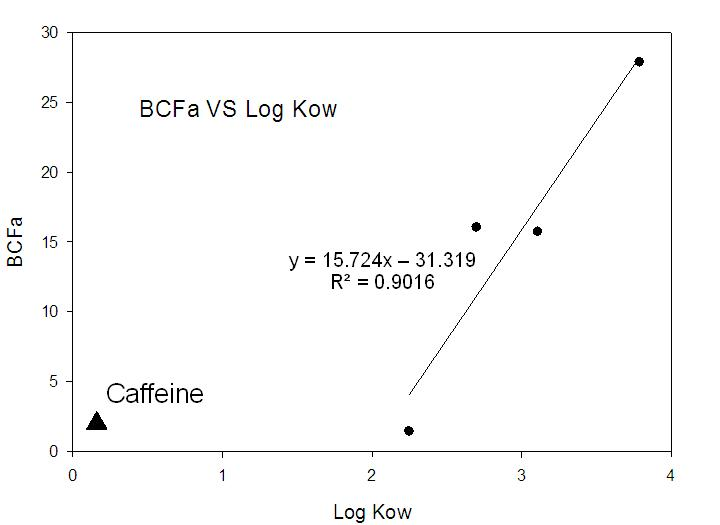 30
BCFa VS Log Kow
25
20
15
y = 15.724x – 31.319
R² = 0.9016
10
5
Caffeine
0
BCFa
0 1 2 3 4
Log Kow